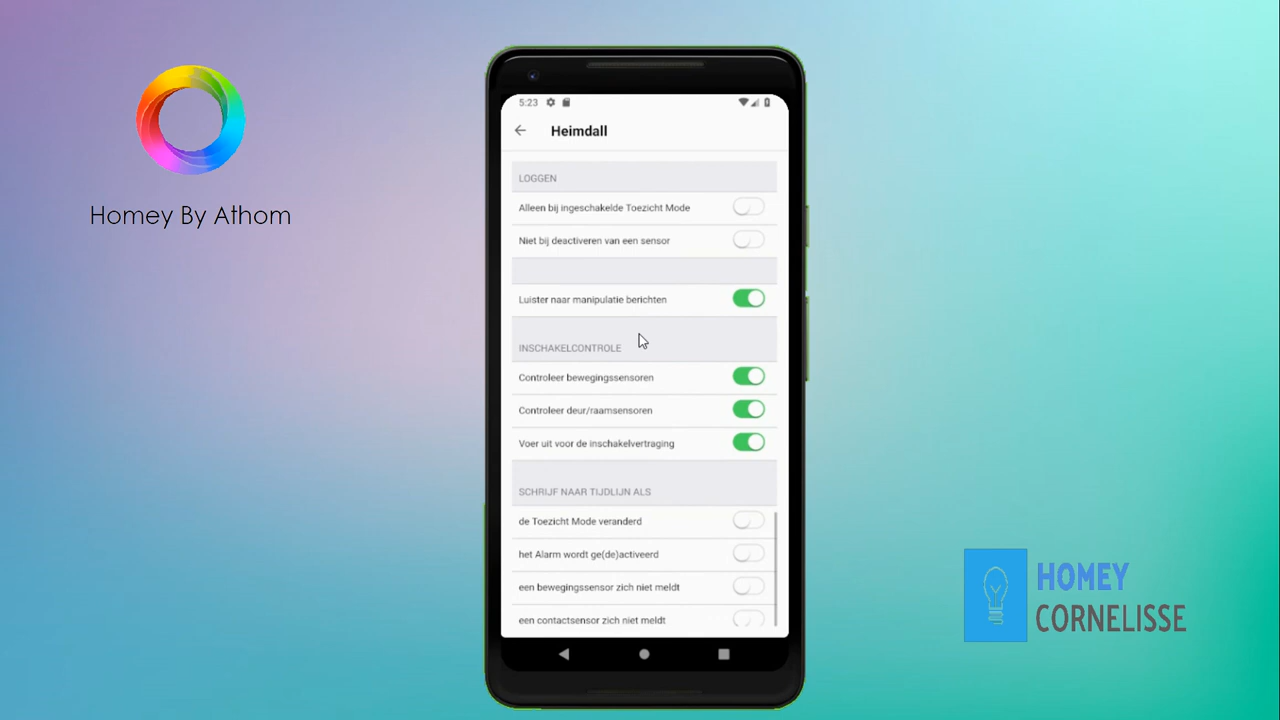 Homey By Athom
5:23
Heimdall
LOGGEN
Alleen bij ingeschakelde Toezicht Mode
Niet bij deactiveren van een sensor
Luister naar manipulatie berichten
INSCHAKELCONTROLE
Controleer bewegingssensoren
Controleer deur/raamsensoren
Voer uit voor de inschakelvertraging
SCHRIJF NAAR TIJDLIJN ALS
de Toezicht Mode veranderd
het Alarm wordt ge(de)activeerd
een bewegingssensor zich niet meldt
een contactsensor zich niet meldt
HOMEY
CORNELISSE